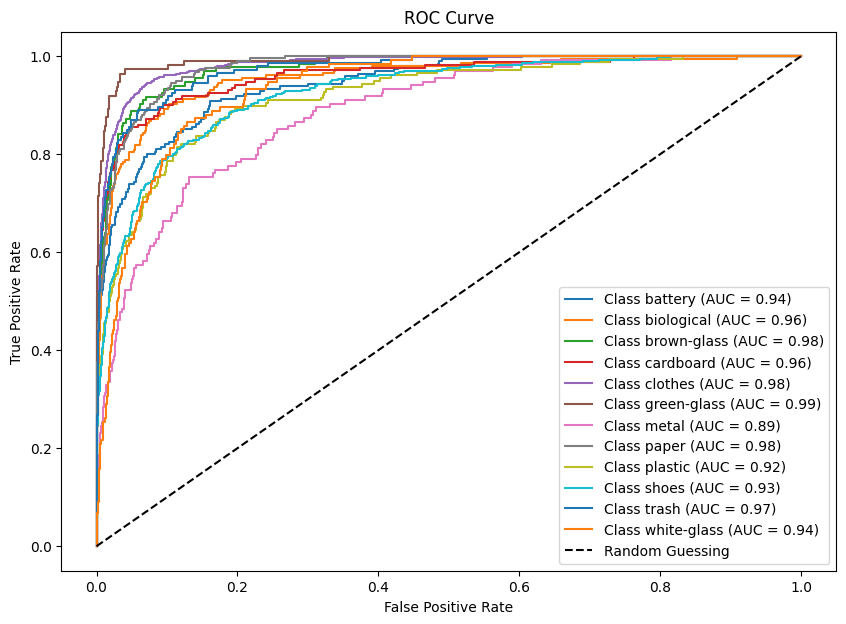 ROC Curve
True Positive Rate
1.0
0.8
0.6
0.4
0.2
0.0
Class battery (AUC = 0.94)
Class biological (AUC = 0.96)
Class brown-glass (AUC = 0.98)
Class cardboard (AUC = 0.96)
Class clothes (AUC = 0.98)
Class green-glass (AUC = 0.99)
Class metal (AUC = 0.89)
Class paper (AUC = 0.98)
Class plastic (AUC = 0.92)
Class shoes (AUC = 0.93)
Class trash (AUC = 0.97)
Class white-glass (AUC = 0.94)
Random Guessing
0.0 0.2 0.4 0.6 0.8 1.0
False Positive Rate